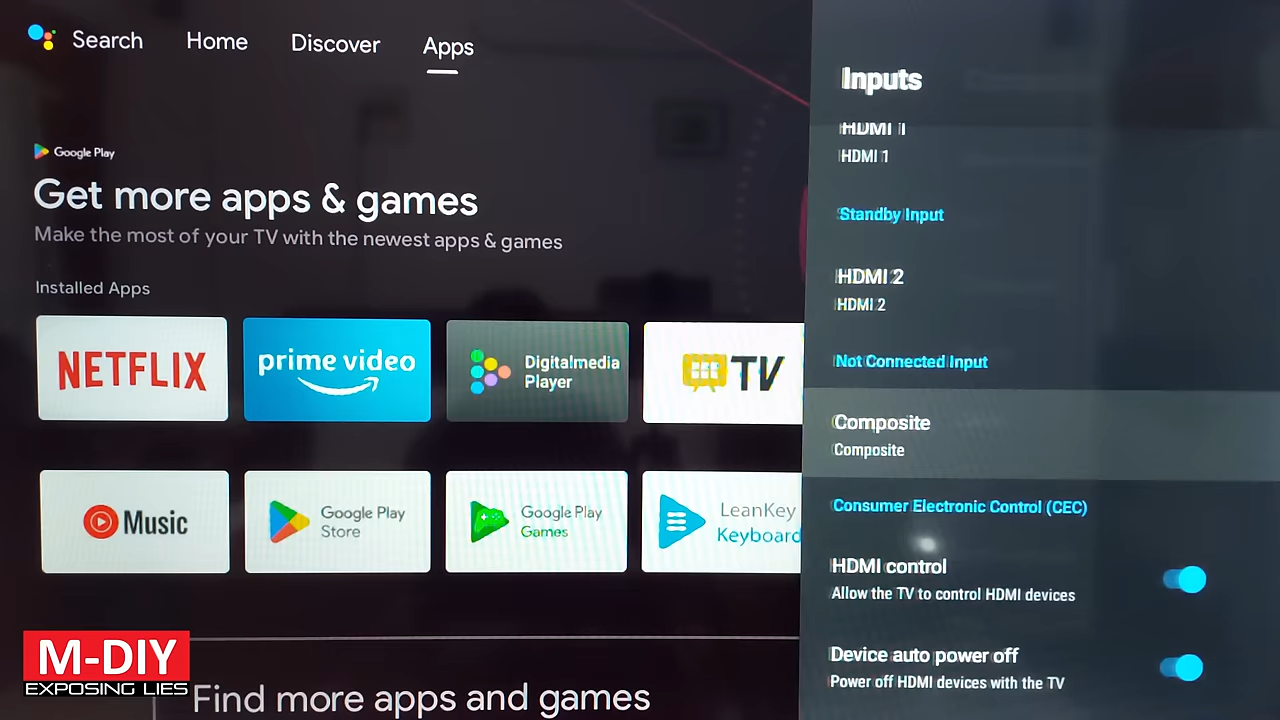 Search Home Discover Apps
Google Play
Get more apps & games
Make the most of your TV with the newest apps & games
Installed Apps
NETFLIX
prime video
Digitalmedia
Player
TV
Music
Google Play
Store
Google Play
Games
LeanKey
Keyboard
Find more apps and games
M-DIY
EXPOSING LIES
Inputs
HDMI 1
HDMI 1
Standby Input
HDMI 2
HDMI 2
Not Connected Input
Composite
Composite
Consumer Electronic Control (CEC)
HDMI control
Allow the TV to control HDMI devices
Device auto power off
Power off HDMI devices with the TV